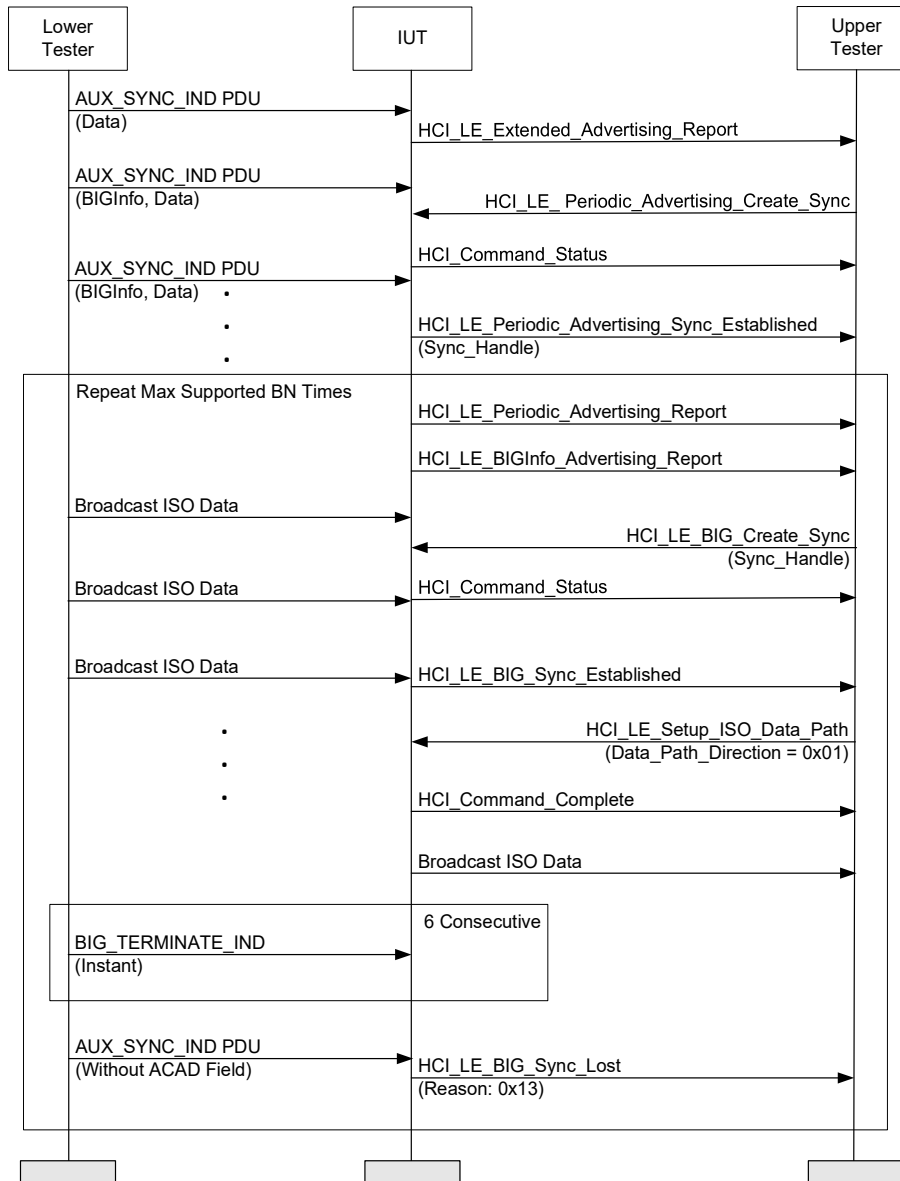 Lower
Tester
IUT
Upper
Tester
AUX_SYNC_IND PDU
(Data)
HCI_LE_Extended_Advertising_Report
AUX_SYNC_IND PDU
(BIGInfo, Data)
HCI_LE_ Periodic_Advertising_Create_Sync
HCI_Command_Status
AUX_SYNC_IND PDU
(BIGInfo, Data)
HCI_LE_Periodic_Advertising_Sync_Established
(Sync_Handle)
Repeat Max Supported BN Times
HCI_LE_Periodic_Advertising_Report
HCI_LE_BIGInfo_Advertising_Report
Broadcast ISO Data
HCI_LE_BIG_Create_Sync
(Sync_Handle)
Broadcast ISO Data
HCI_Command_Status
Broadcast ISO Data
HCI_LE_BIG_Sync_Established
HCI_LE_Setup_ISO_Data_Path
(Data_Path_Direction = 0x01)
HCI_Command_Complete
Broadcast ISO Data
6 Consecutive
BIG_TERMINATE_IND
(Instant)
AUX_SYNC_IND PDU
(Without ACAD Field)
HCI_LE_BIG_Sync_Lost
(Reason: 0x13)